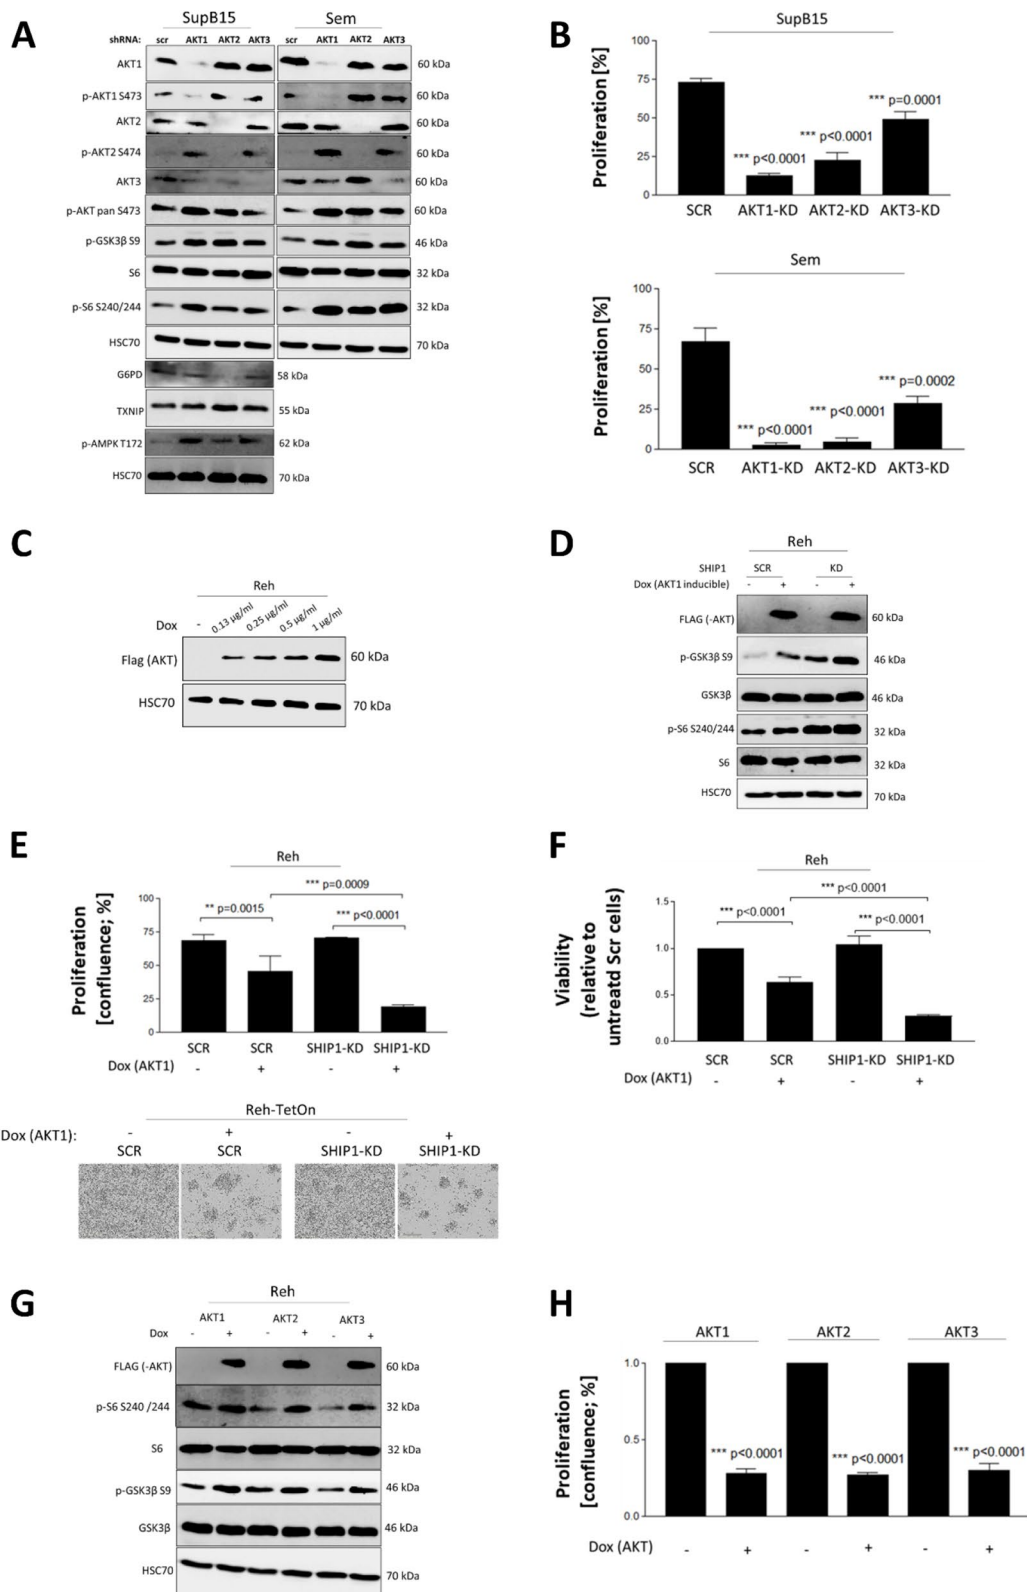 A
SupB15 Sem
shRNA: scr AKT1 AKT2 AKT3 scr AKT1 AKT2 AKT3
AKT1 60 kDa
p-AKT1 S473 60 kDa
AKT2 60 kDa
p-AKT2 S474 60 kDa
AKT3 60 kDa
p-AKT pan S473 60 kDa
p-GSK3β S9 46 kDa
S6 32 kDa
p-S6 S240/244 32 kDa
HSC70 70 kDa
G6PD 58 kDa
TXNIP 55 kDa
p-AMPK T172 62 kDa
HSC70 70 kDa
B
SupB15
Proliferation [%]
100
75
50
25
0
*** p<0.0001
*** p<0.0001
*** p=0.0001
SCR AKT1-KD AKT2-KD AKT3-KD
Sem
Proliferation [%]
100
75
50
25
0
*** p<0.0001
*** p<0.0001
*** p=0.0002
SCR AKT1-KD AKT2-KD AKT3-KD
C
Reh
Dox - 0.13 µg/ml 0.25 µg/ml 0.5 µg/ml 1 µg/ml
Flag (AKT) 60 kDa
HSC70 70 kDa
D
Reh
SHIP1 SCR KD
Dox (AKT1 inducible) - + - +
FLAG (-AKT) 60 kDa
p-GSK3β S9 46 kDa
GSK3β 46 kDa
p-S6 S240/244 32 kDa
S6 32 kDa
HSC70 70 kDa
E
Reh
Proliferation
[confluence; %]
100
75
50
25
0
** p=0.0015
*** p=0.0009
*** p<0.0001
SCR SCR SHIP1-KD SHIP1-KD
Dox (AKT1) - + - +
Reh-TetOn
Dox (AKT1): - + - +
SCR SCR SHIP1-KD SHIP1-KD
F
Reh
Viability
(relative to
untreatd Scr cells)
1.5
1.0
0.5
0.0
*** p<0.0001
*** p<0.0001
*** p<0.0001
SCR SCR SHIP1-KD SHIP1-KD
Dox (AKT1) - + - +
G
Reh
AKT1 AKT2 AKT3
Dox - + - + - +
FLAG (-AKT) 60 kDa
p-S6 S240 /244 32 kDa
S6 32 kDa
p-GSK3β S9 46 kDa
GSK3β 46 kDa
HSC70 70 kDa
H
AKT1 AKT2 AKT3
Proliferation
[confluence; %]
1.0
0.5
0.0
*** p<0.0001
*** p<0.0001
*** p<0.0001
Dox (AKT) - + - + - +